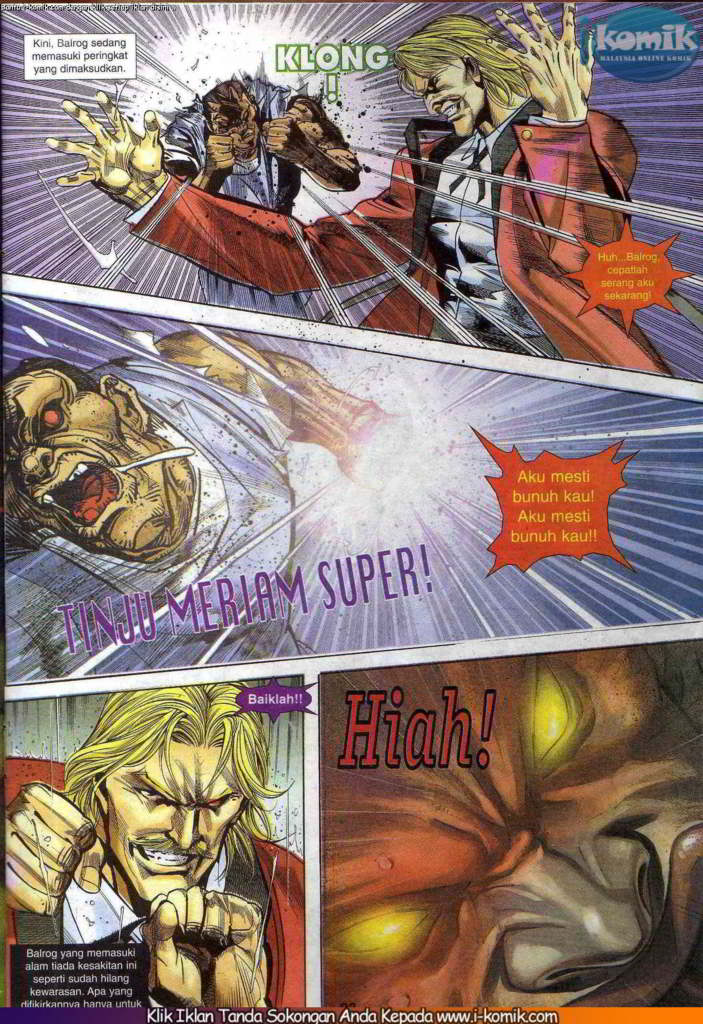 komik
MALAYSIA ONLINE KOMIK
Kini, Balrog sedang
memasuki peringkat
yang dimaksudkan.
KLONG
!
Huh...Balrog,
cepatlah
serang aku
sekarang!
Aku mesti
bunuh kau!
Aku mesti
bunuh kau!!
TINJU MERIAM SUPER!
Baiklah!!
Hiah!
Balrog yang memasuki
alam tiada kesakitan ini
seperti sudah hilang
kewarasan. Apa yang
difikirkannya hanya untuk
Klik Iklan Tanda Sokongan Anda Kepada www.i-komik.com